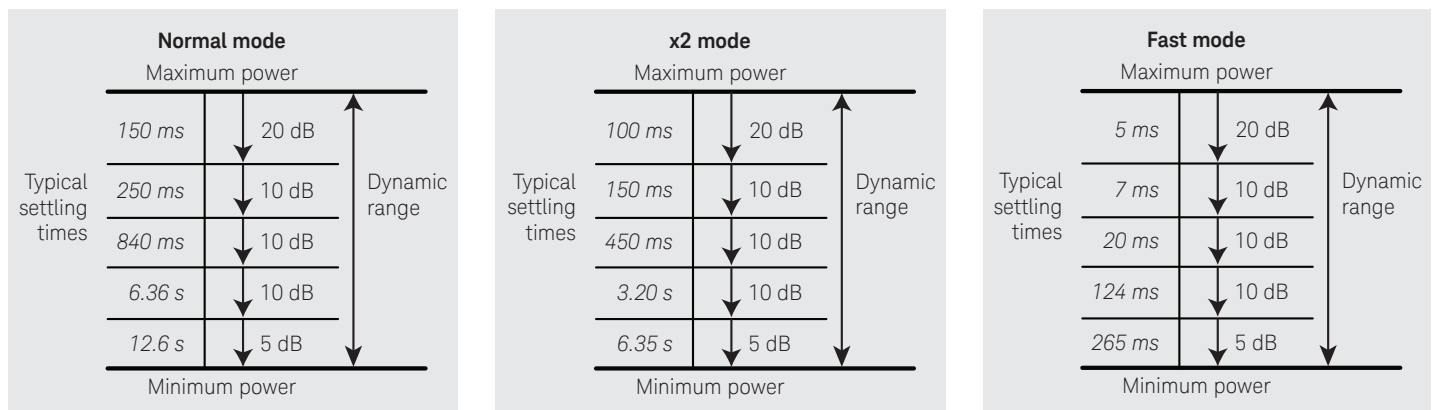 Normal mode
Maximum power
150 ms 20 dB
Typical settling times
250 ms 10 dB
Dynamic range
840 ms 10 dB
6.36 s 10 dB
12.6 s 5 dB
Minimum power
x2 mode
Maximum power
100 ms 20 dB
Typical settling times
150 ms 10 dB
Dynamic range
450 ms 10 dB
3.20 s 10 dB
6.35 s 5 dB
Minimum power
Fast mode
Maximum power
5 ms 20 dB
Typical settling times
7 ms 10 dB
Dynamic range
20 ms 10 dB
124 ms 10 dB
265 ms 5 dB
Minimum power